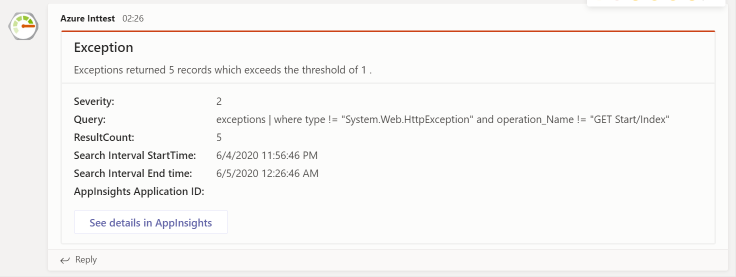 Azure Inttest 02:26
Exception
Exceptions returned 5 records which exceeds the threshold of 1 .
Severity: 2
Query: exceptions | where type != "System.Web.HttpException" and operation_Name != "GET Start/Index"
ResultCount: 5
Search Interval StartTime: 6/4/2020 11:56:46 PM
Search Interval End time: 6/5/2020 12:26:46 AM
AppInsights Application ID:
See details in AppInsights
Reply